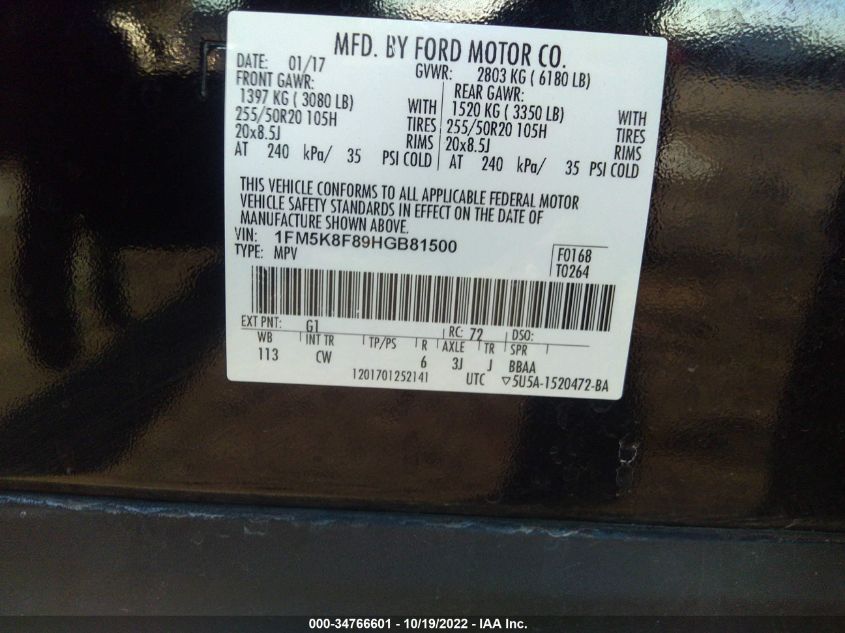 MFD. BY FORD MOTOR CO.
DATE: 01/17 GVWR: 2803 KG ( 6180 LB)
FRONT GAWR: REAR GAWR:
1397 KG ( 3080 LB) WITH 1520 KG ( 3350 LB) WITH
255/50R20 105H TIRES 255/50R20 105H TIRES
20x8.5J RIMS 20x8.5J RIMS
AT 240 kPa/ 35 PSI COLD AT 240 kPa/ 35 PSI COLD
THIS VEHICLE CONFORMS TO ALL APPLICABLE FEDERAL MOTOR
VEHICLE SAFETY STANDARDS IN EFFECT ON THE DATE OF
MANUFACTURE SHOWN ABOVE.
VIN: 1FM5K8F89HGB81500
TYPE: MPV F0168
T0264
EXT PNT: G1 RC: 72 DSO:
WB INT TR TP/PS R AXLE TR SPR
113 CW 6 3J J BBAA
1201701252141 UTC ▽5U5A-1520472-BA
000-34766601 - 10/19/2022 - IAA Inc.